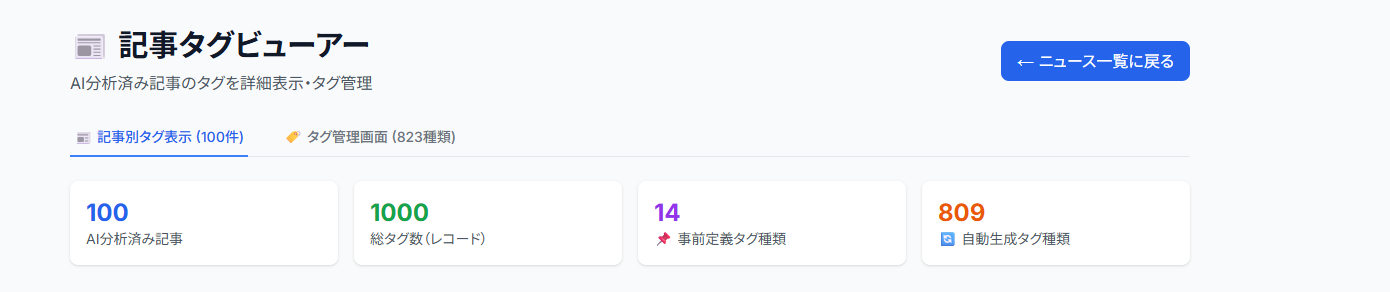 記事タグビューアー
AI分析済み記事のタグを詳細表示・タグ管理
← ニュース一覧に戻る
記事別タグ表示 (100件)
タグ管理画面 (823種類)
100
AI分析済み記事
1000
総タグ数（レコード）
14
事前定義タグ種類
809
自動生成タグ種類